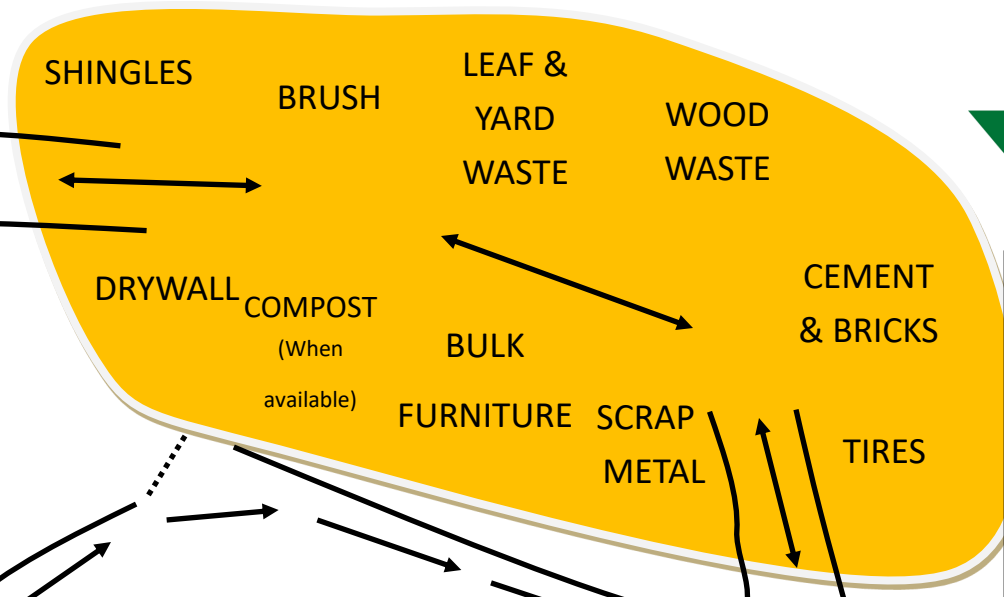 SHINGLES
BRUSH
LEAF &
YARD
WASTE
WOOD
WASTE
DRYWALL
COMPOST
(When
available)
BULK
FURNITURE
SCRAP
METAL
CEMENT
& BRICKS
TIRES